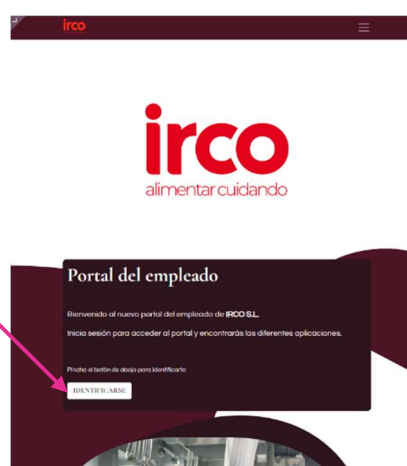 irco
irco
alimentar cuidando
Portal del empleado
Bienvenido al nuevo portal del empleado de IRCO S.L.
Inicia sesión para acceder al portal y encontrarás las diferentes aplicaciones.
Pincha el botón de abajo para identificarte:
IDENTIFICARSE